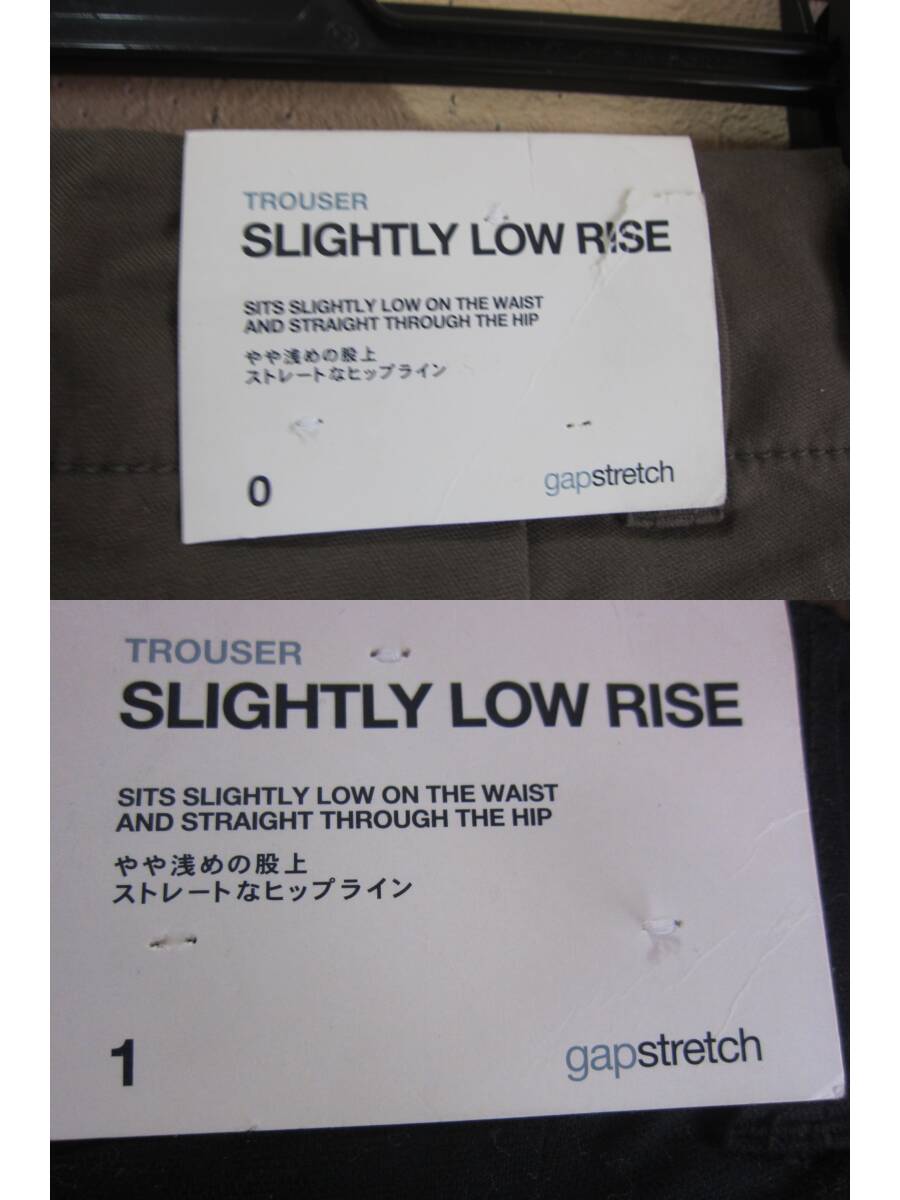 TROUSER
SLIGHTLY LOW RISE
SITS SLIGHTLY LOW ON THE WAIST
AND STRAIGHT THROUGH THE HIP
やや浅めの股上
ストレートなヒップライン
0
gapstretch
TROUSER
SLIGHTLY LOW RISE
SITS SLIGHTLY LOW ON THE WAIST
AND STRAIGHT THROUGH THE HIP
やや浅めの股上
ストレートなヒップライン
1
gapstretch